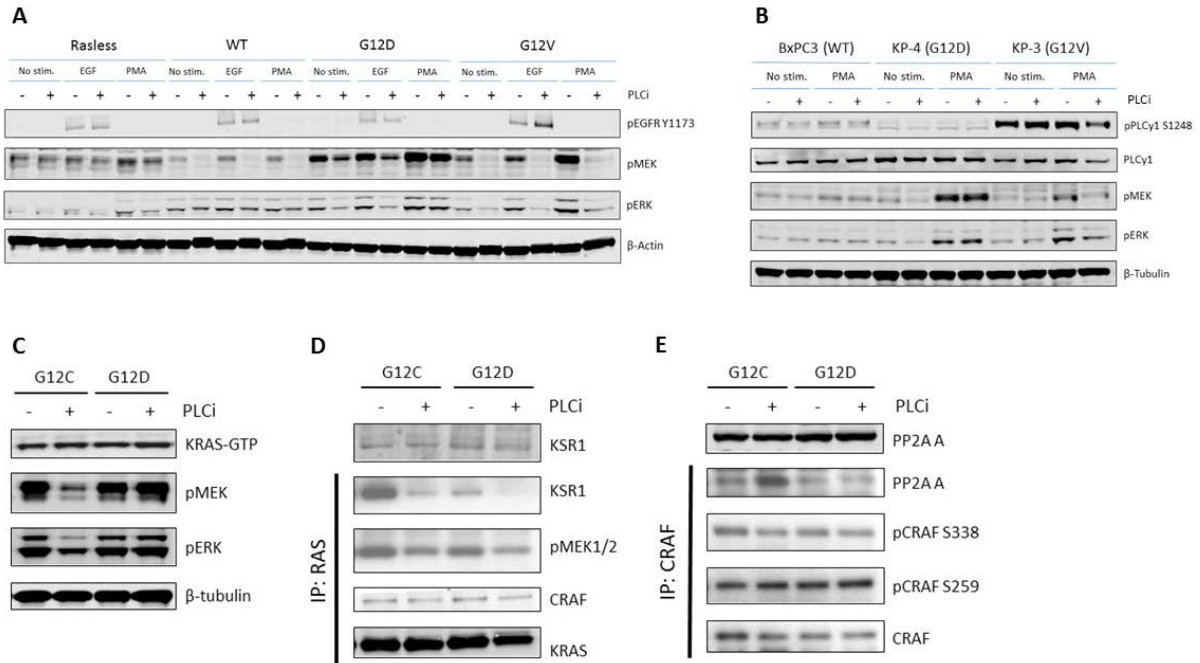 A
Rasless WT G12D G12V
No stim. EGF PMA No stim. EGF PMA No stim. EGF PMA No stim. EGF PMA
- + - + - + - + - + - + - + - + - + - + - + - + PLCi
pEGFR Y1173
pMEK
pERK
β-Actin
B
BxPC3 (WT) KP-4 (G12D) KP-3 (G12V)
No stim. PMA No stim. PMA No stim. PMA
- + - + - + - + - + - + PLCi
pPLCγ1 S1248
PLCγ1
pMEK
pERK
β-Tubulin
C
G12C G12D
- + - + PLCi
KRAS-GTP
pMEK
pERK
β-tubulin
D
G12C G12D
- + - + PLCi
KSR1
IP: RAS
KSR1
pMEK1/2
CRAF
KRAS
E
G12C G12D
- + - + PLCi
PP2A A
IP: CRAF
PP2A A
pCRAF S338
pCRAF S259
CRAF